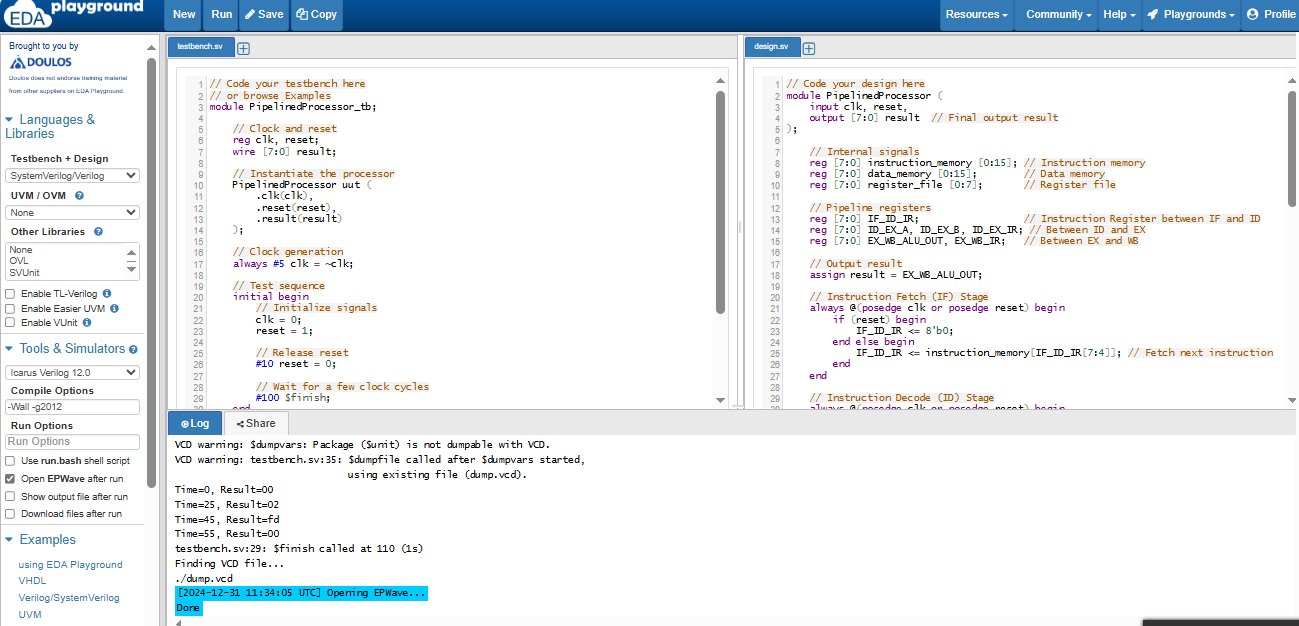 EDA playground
New Run Save Copy
Resources Community Help Playgrounds Profile
Brought to you by
DOULOS
Doulos does not endorse training material
from other suppliers on EDA Playground.
Languages &
Libraries
Testbench + Design
SystemVerilog/Verilog
UVM / OVM
None
Other Libraries
None
OVL
SVUnit
Enable TL-Verilog
Enable Easier UVM
Enable VUnit
Tools & Simulators
Icarus Verilog 12.0
Compile Options
-Wall -g2012
Run Options
Run Options
Use run.bash shell script
Open EPWave after run
Show output file after run
Download files after run
Examples
using EDA Playground
VHDL
Verilog/SystemVerilog
UVM
testbench.sv
1 // Code your testbench here
2 // or browse Examples
3 module PipelinedProcessor_tb;
4
5 // Clock and reset
6 reg clk, reset;
7 wire [7:0] result;
8
9 // Instantiate the processor
10 PipelinedProcessor uut (
11 .clk(clk),
12 .reset(reset),
13 .result(result)
14 );
15
16 // Clock generation
17 always #5 clk = ~clk;
18
19 // Test sequence
20 initial begin
21 // Initialize signals
22 clk = 0;
23 reset = 1;
24
25 // Release reset
26 #10 reset = 0;
27
28 // Wait for a few clock cycles
29 #100 $finish;
design.sv
1 // Code your design here
2 module PipelinedProcessor (
3 input clk, reset,
4 output [7:0] result // Final output result
5 );
6
7 // Internal signals
8 reg [7:0] instruction_memory [0:15]; // Instruction memory
9 reg [7:0] data_memory [0:15]; // Data memory
10 reg [7:0] register_file [0:7]; // Register file
11
12 // Pipeline registers
13 reg [7:0] IF_ID_IR; // Instruction Register between IF and ID
14 reg [7:0] ID_EX_A, ID_EX_B, ID_EX_IR; // Between ID and EX
15 reg [7:0] EX_WB_ALU_OUT, EX_WB_IR; // Between EX and WB
16
17 // Output result
18 assign result = EX_WB_ALU_OUT;
19
20 // Instruction Fetch (IF) Stage
21 always @(posedge clk or posedge reset) begin
22 if (reset) begin
23 IF_ID_IR <= 8'b0;
24 end else begin
25 IF_ID_IR <= instruction_memory[IF_ID_IR[7:4]]; // Fetch next instruction
26 end
27 end
28
29 // Instruction Decode (ID) Stage
always @(posedge clk or posedge reset) begin
Log Share
VCD warning: $dumpvars: Package ($unit) is not dumpable with VCD.
VCD warning: testbench.sv:35: $dumpfile called after $dumpvars started,
using existing file (dump.vcd).
Time=0, Result=00
Time=25, Result=02
Time=45, Result=fd
Time=55, Result=00
testbench.sv:29: $finish called at 110 (1s)
Finding VCD file...
./dump.vcd
[2024-12-31 11:34:05 UTC] Opening EPWave...
Done